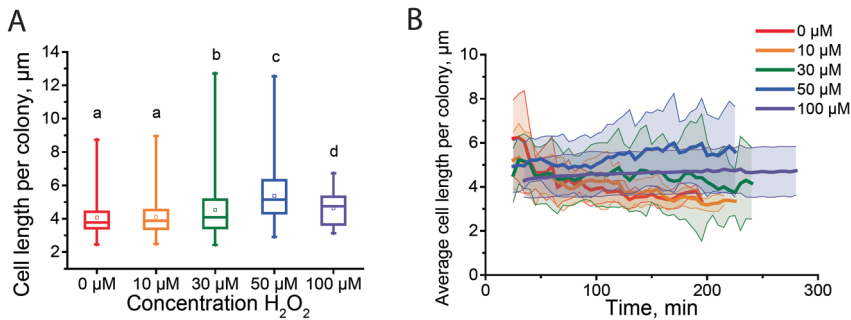 A
Cell length per colony, µm
14
12
10
8
6
4
2
a
a
b
c
d
0 µM
10 µM
30 µM
50 µM
100 µM
Concentration H₂O₂
B
Average cell length per colony, µm
10
8
6
4
2
0
0
100
200
300
Time, min
0 µM
10 µM
30 µM
50 µM
100 µM